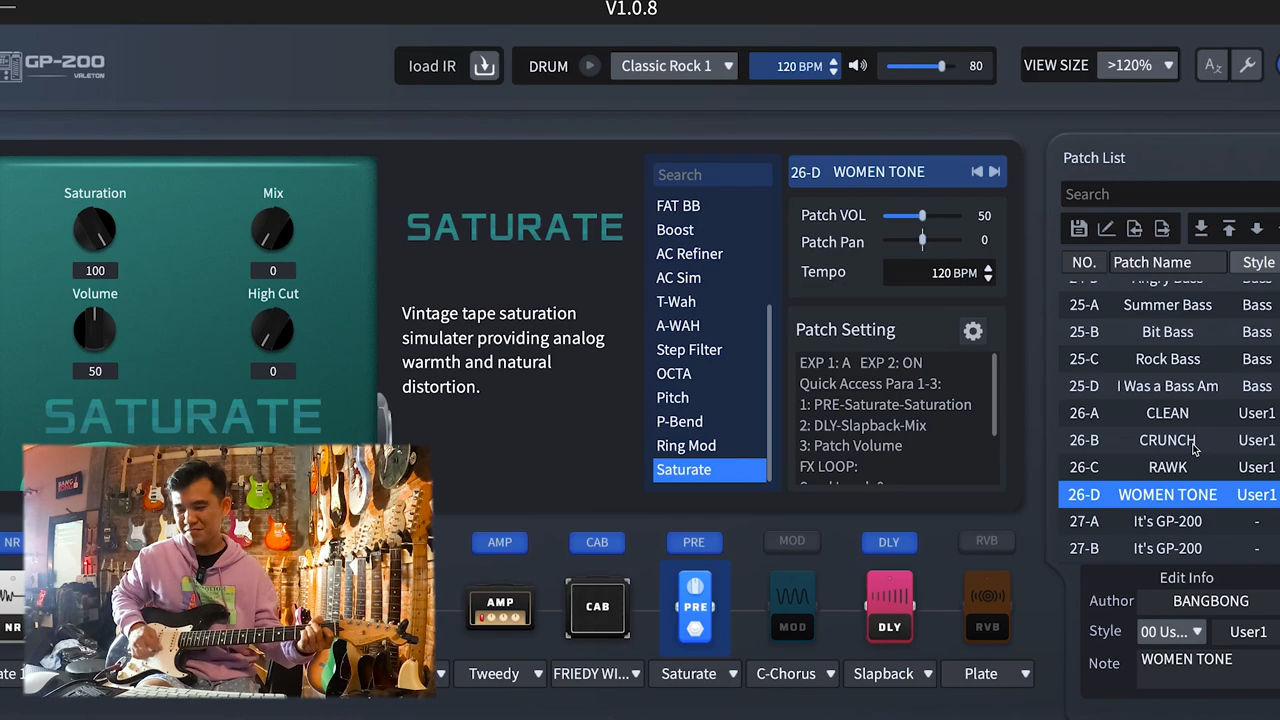 V1.0.8
GP-200
VALETON
load IR
DRUM
Classic Rock 1
120 BPM
80
VIEW SIZE
>120%
Saturation
100
Mix
0
Volume
50
High Cut
0
SATURATE
SATURATE
Vintage tape saturation
simulater providing analog
warmth and natural
distortion.
Search
FAT BB
Boost
AC Refiner
AC Sim
T-Wah
A-WAH
Step Filter
OCTA
Pitch
P-Bend
Ring Mod
Saturate
26-D WOMEN TONE
Patch VOL 50
Patch Pan 0
Tempo 120 BPM
Patch Setting
EXP 1: A EXP 2: ON
Quick Access Para 1-3:
1: PRE-Saturate-Saturation
2: DLY-Slapback-Mix
3: Patch Volume
FX LOOP:
Patch List
Search
NO. Patch Name Style
25-A Summer Bass Bass
25-B Bit Bass Bass
25-C Rock Bass Bass
25-D I Was a Bass Am Bass
26-A CLEAN User1
26-B CRUNCH User1
26-C RAWK User1
26-D WOMEN TONE User1
27-A It's GP-200 -
27-B It's GP-200 -
Edit Info
Author BANGBONG
Style 00 Us... User1
Note WOMEN TONE
NR AMP CAB PRE MOD DLY RVB
NR AMP CAB PRE MOD DLY RVB
Tweedy FRIEDY WI... Saturate C-Chorus Slapback Plate